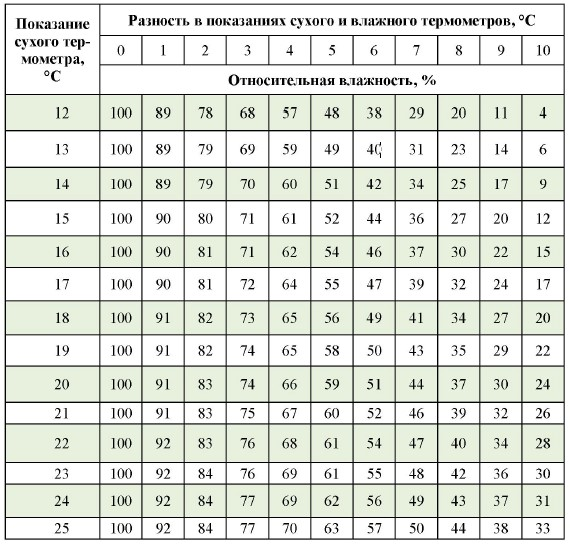 Показание сухого тер-мометра, °С
Разность в показаниях сухого и влажного термометров, °С
0 1 2 3 4 5 6 7 8 9 10
Относительная влажность, %
12 100 89 78 68 57 48 38 29 20 11 4
13 100 89 79 69 59 49 40 31 23 14 6
14 100 89 79 70 60 51 42 34 25 17 9
15 100 90 80 71 61 52 44 36 27 20 12
16 100 90 81 71 62 54 46 37 30 22 15
17 100 90 81 72 64 55 47 39 32 24 17
18 100 91 82 73 65 56 49 41 34 27 20
19 100 91 82 74 65 58 50 43 35 29 22
20 100 91 83 74 66 59 51 44 37 30 24
21 100 91 83 75 67 60 52 46 39 32 26
22 100 92 83 76 68 61 54 47 40 34 28
23 100 92 84 76 69 61 55 48 42 36 30
24 100 92 84 77 69 62 56 49 43 37 31
25 100 92 84 77 70 63 57 50 44 38 33